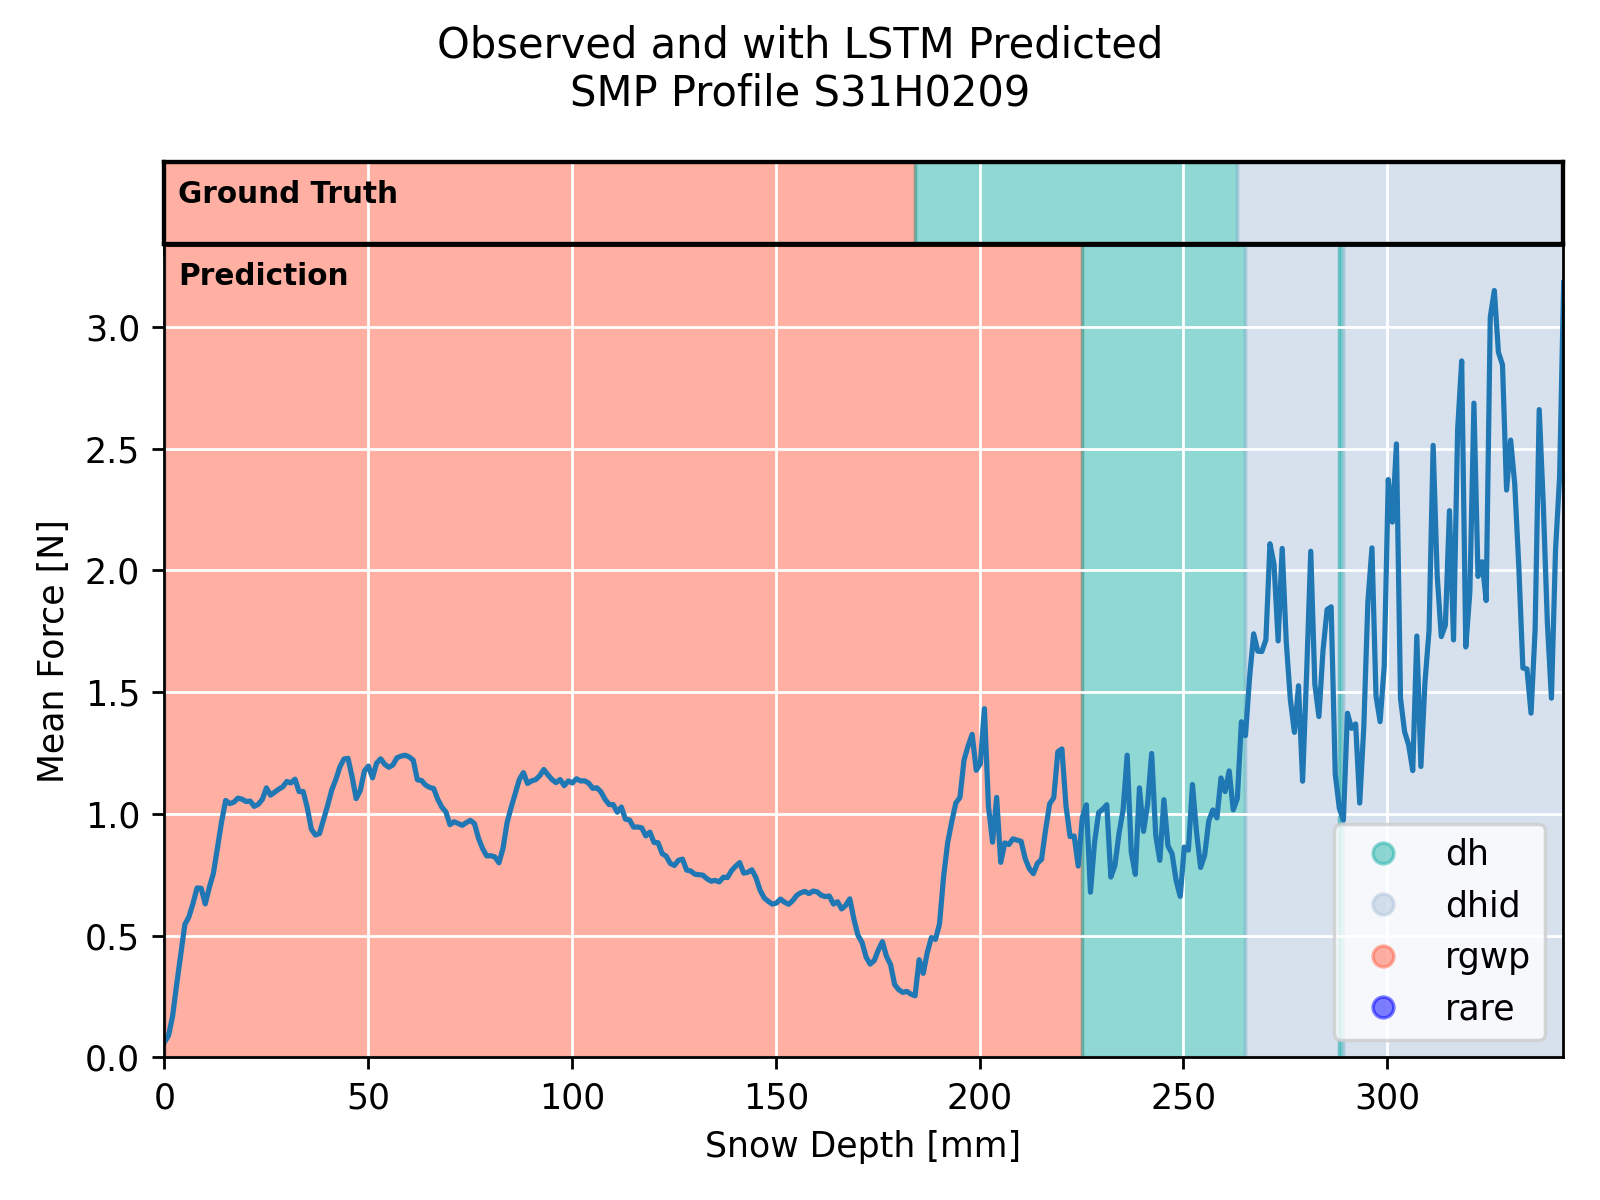 Observed and with LSTM Predicted
SMP Profile S31H0209
Ground Truth
Prediction
3.0
2.5
2.0
1.5
1.0
0.5
0.0
Mean Force [N]
dh
dhid
rgwp
rare
0 50 100 150 200 250 300
Snow Depth [mm]